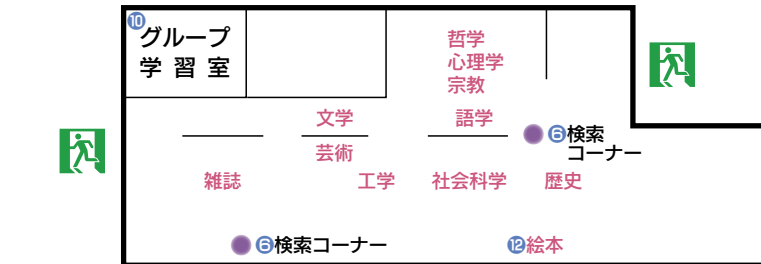 ⑩グループ
学習室
哲学
心理学
宗教
文学
語学
⑥検索
コーナー
芸術
雑誌
工学
社会科学
歴史
⑥検索コーナー
⑫絵本